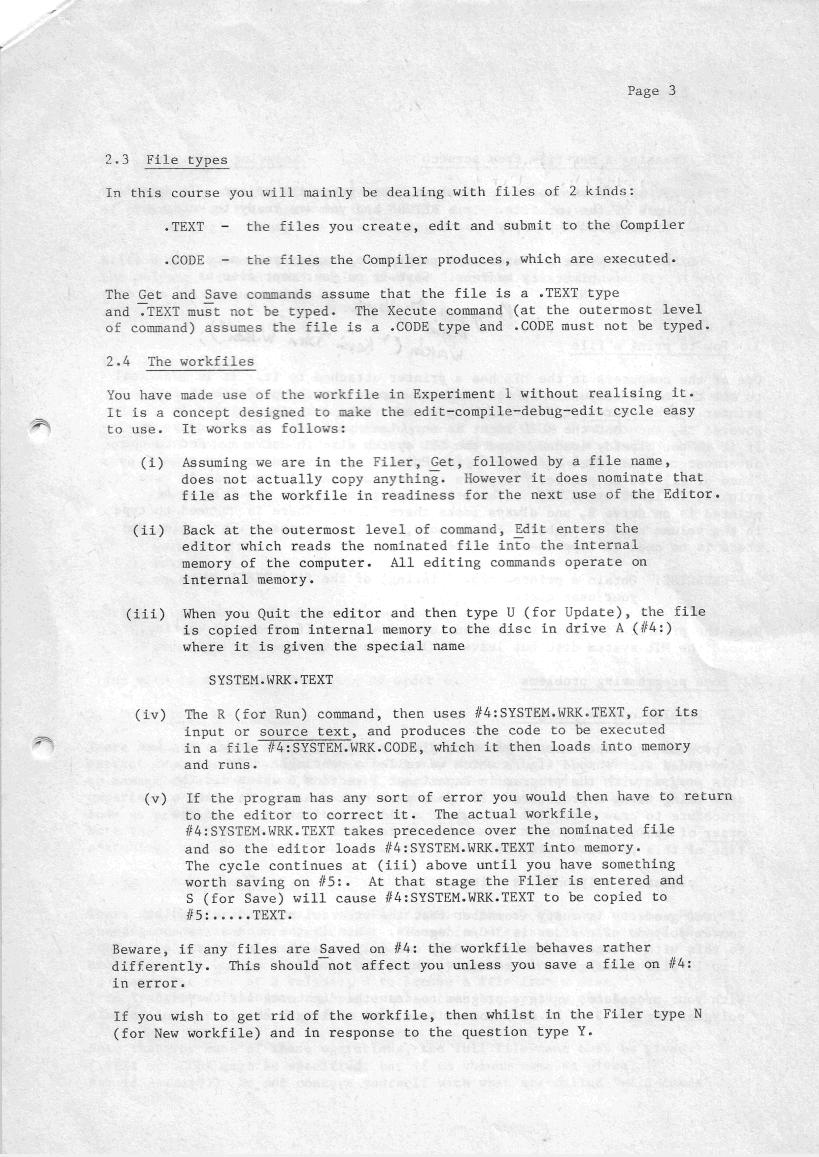 Page 3
2.3 File types
In this course you will mainly be dealing with files of 2 kinds:
.TEXT - the files you create, edit and submit to the Compiler
.CODE - the files the Compiler produces, which are executed.
The Get and Save commands assume that the file is a .TEXT type
and .TEXT must not be typed. The Xecute command (at the outermost level
of command) assumes the file is a .CODE type and .CODE must not be typed.
2.4 The workfiles
You have made use of the workfile in Experiment 1 without realising it.
It is a concept designed to make the edit-compile-debug-edit cycle easy
to use. It works as follows:
(i) Assuming we are in the Filer, Get, followed by a file name,
does not actually copy anything. However it does nominate that
file as the workfile in readiness for the next use of the Editor.
(ii) Back at the outermost level of command, Edit enters the
editor which reads the nominated file into the internal
memory of the computer. All editing commands operate on
internal memory.
(iii) When you Quit the editor and then type U (for Update), the file
is copied from internal memory to the disc in drive A (#4:)
where it is given the special name
SYSTEM.WRK.TEXT
(iv) The R (for Run) command, then uses #4:SYSTEM.WRK.TEXT, for its
input or source text, and produces the code to be executed
in a file #4:SYSTEM.WRK.CODE, which it then loads into memory
and runs.
(v) If the program has any sort of error you would then have to return
to the editor to correct it. The actual workfile,
#4:SYSTEM.WRK.TEXT takes precedence over the nominated file
and so the editor loads #4:SYSTEM.WRK.TEXT into memory.
The cycle continues at (iii) above until you have something
worth saving on #5:. At that stage the Filer is entered and
S (for Save) will cause #4:SYSTEM.WRK.TEXT to be copied to
#5:.....TEXT.
Beware, if any files are Saved on #4: the workfile behaves rather
differently. This should not affect you unless you save a file on #4:
in error.
If you wish to get rid of the workfile, then whilst in the Filer type N
(for New workfile) and in response to the question type Y.